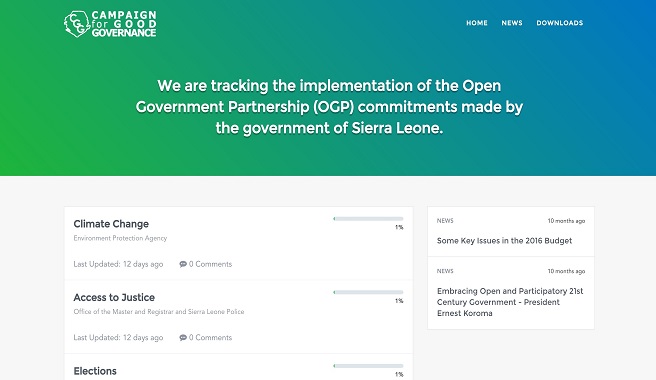 CAMPAIGN
for GOOD
GOVERNANCE
CGG
HOME NEWS DOWNLOADS
We are tracking the implementation of the Open
Government Partnership (OGP) commitments made by
the government of Sierra Leone.
Climate Change
1%
Environment Protection Agency
Last Updated: 12 days ago 0 Comments
Access to Justice
1%
Office of the Master and Registrar and Sierra Leone Police
Last Updated: 12 days ago 0 Comments
Elections
1%
NEWS 10 months ago
Some Key Issues in the 2016 Budget
NEWS 10 months ago
Embracing Open and Participatory 21st
Century Government - President
Ernest Koroma